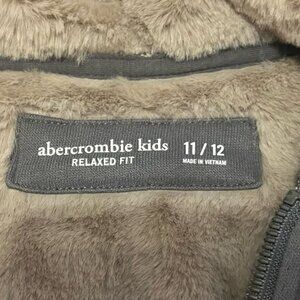 abercrombie kids
RELAXED FIT
11 / 12
MADE IN VIETNAM